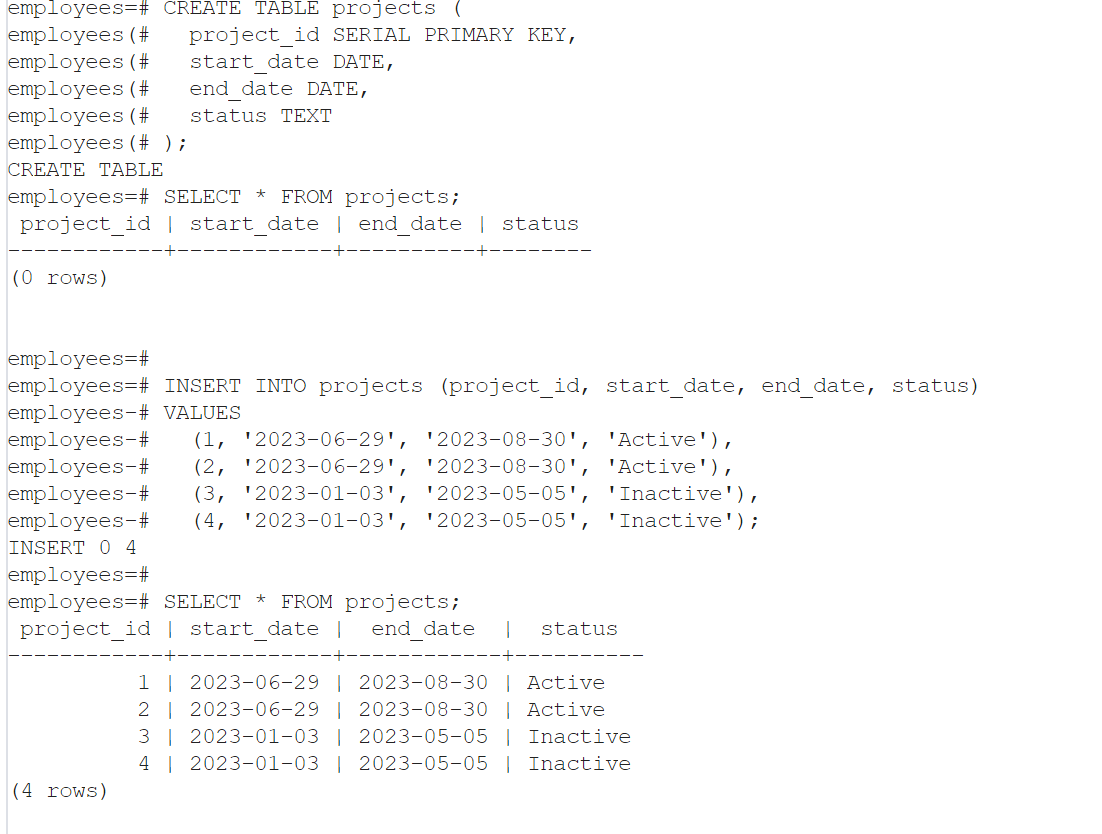 employees=# CREATE TABLE projects (
employees(#   project_id SERIAL PRIMARY KEY,
employees(#   start_date DATE,
employees(#   end_date DATE,
employees(#   status TEXT
employees(# );
CREATE TABLE
employees=# SELECT * FROM projects;
 project_id | start_date | end_date | status
------------+------------+----------+--------
(0 rows)
employees=#
employees=# INSERT INTO projects (project_id, start_date, end_date, status)
employees-# VALUES
employees-#   (1, '2023-06-29', '2023-08-30', 'Active'),
employees-#   (2, '2023-06-29', '2023-08-30', 'Active'),
employees-#   (3, '2023-01-03', '2023-05-05', 'Inactive'),
employees-#   (4, '2023-01-03', '2023-05-05', 'Inactive');
INSERT 0 4
employees=#
employees=# SELECT * FROM projects;
 project_id | start_date |  end_date  |  status
------------+------------+------------+----------
          1 | 2023-06-29 | 2023-08-30 | Active
          2 | 2023-06-29 | 2023-08-30 | Active
          3 | 2023-01-03 | 2023-05-05 | Inactive
          4 | 2023-01-03 | 2023-05-05 | Inactive
(4 rows)